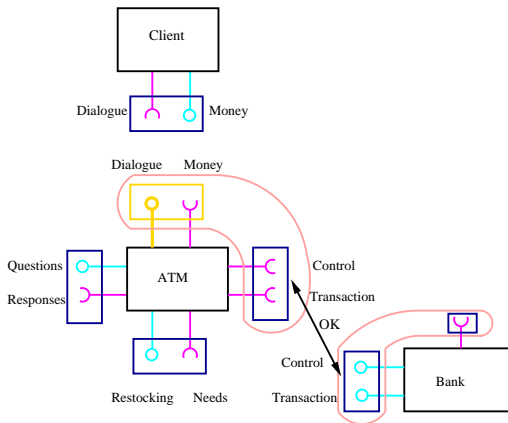 Client
Dialogue Money
Dialogue Money
Questions
ATM
Control
Responses
Transaction
OK
Control
Bank
Restocking Needs
Transaction